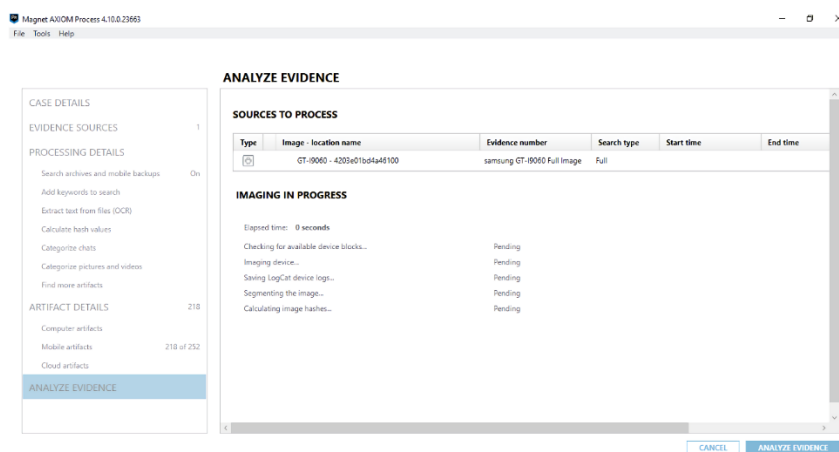 Magnet AXIOM Process 4.10.0.23663
File Tools Help
ANALYZE EVIDENCE
CASE DETAILS
EVIDENCE SOURCES 1
PROCESSING DETAILS
Search archives and mobile backups On
Add keywords to search
Extract text from files (OCR)
Calculate hash values
Categorize chats
Categorize pictures and videos
Find more artifacts
ARTIFACT DETAILS 218
Computer artifacts
Mobile artifacts 218 of 252
Cloud artifacts
ANALYZE EVIDENCE
SOURCES TO PROCESS
Type Image - location name Evidence number Search type Start time End time
GT-I9060 - 4203e01bd4a46100 samsung GT-I9060 Full Image Full
IMAGING IN PROGRESS
Elapsed time: 0 seconds
Checking for available device blocks... Pending
Imaging device... Pending
Saving LogCat device logs... Pending
Segmenting the image... Pending
Calculating image hashes... Pending
CANCEL ANALYZE EVIDENCE